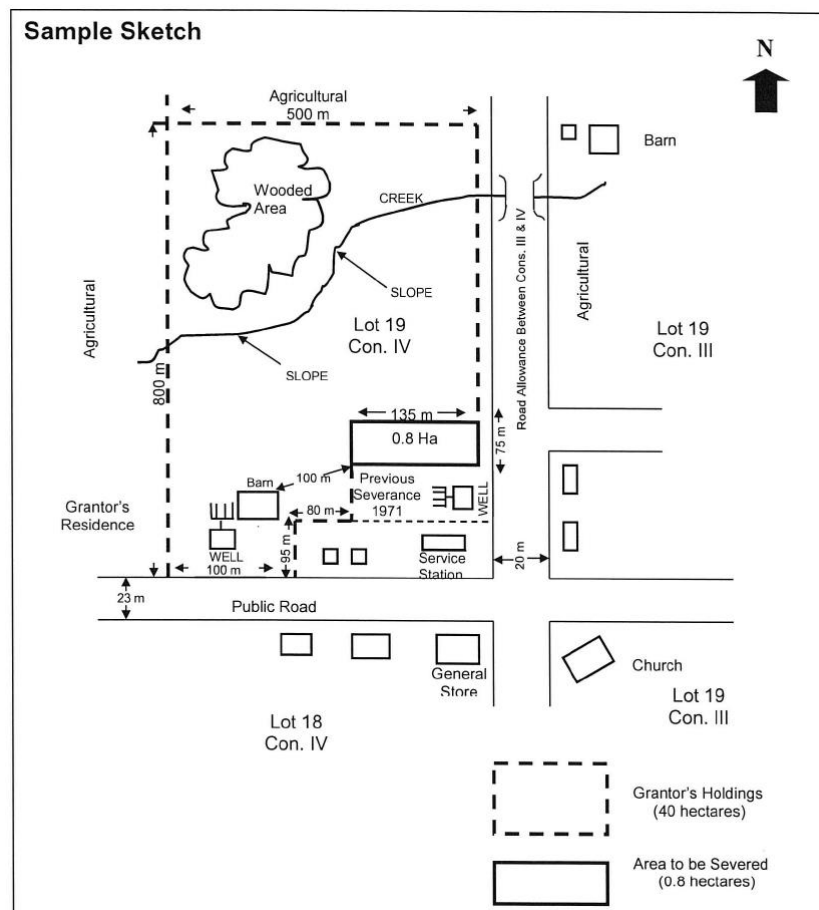 Sample Sketch
N
Agricultural
500 m
Barn
Wooded
Area
CREEK
SLOPE
Agricultural
Lot 19
Con. IV
Road Allowance Between Cons. III & IV
Agricultural
Lot 19
Con. III
SLOPE
800 m
135 m
0.8 Ha
75 m
100 m
Barn
Previous
Severance
1971
WELL
Grantor's
Residence
80 m
95 m
WELL
100 m
Service
Station
20 m
23 m
Public Road
General
Store
Church
Lot 18
Con. IV
Lot 19
Con. III
Grantor's Holdings
(40 hectares)
Area to be Severed
(0.8 hectares)